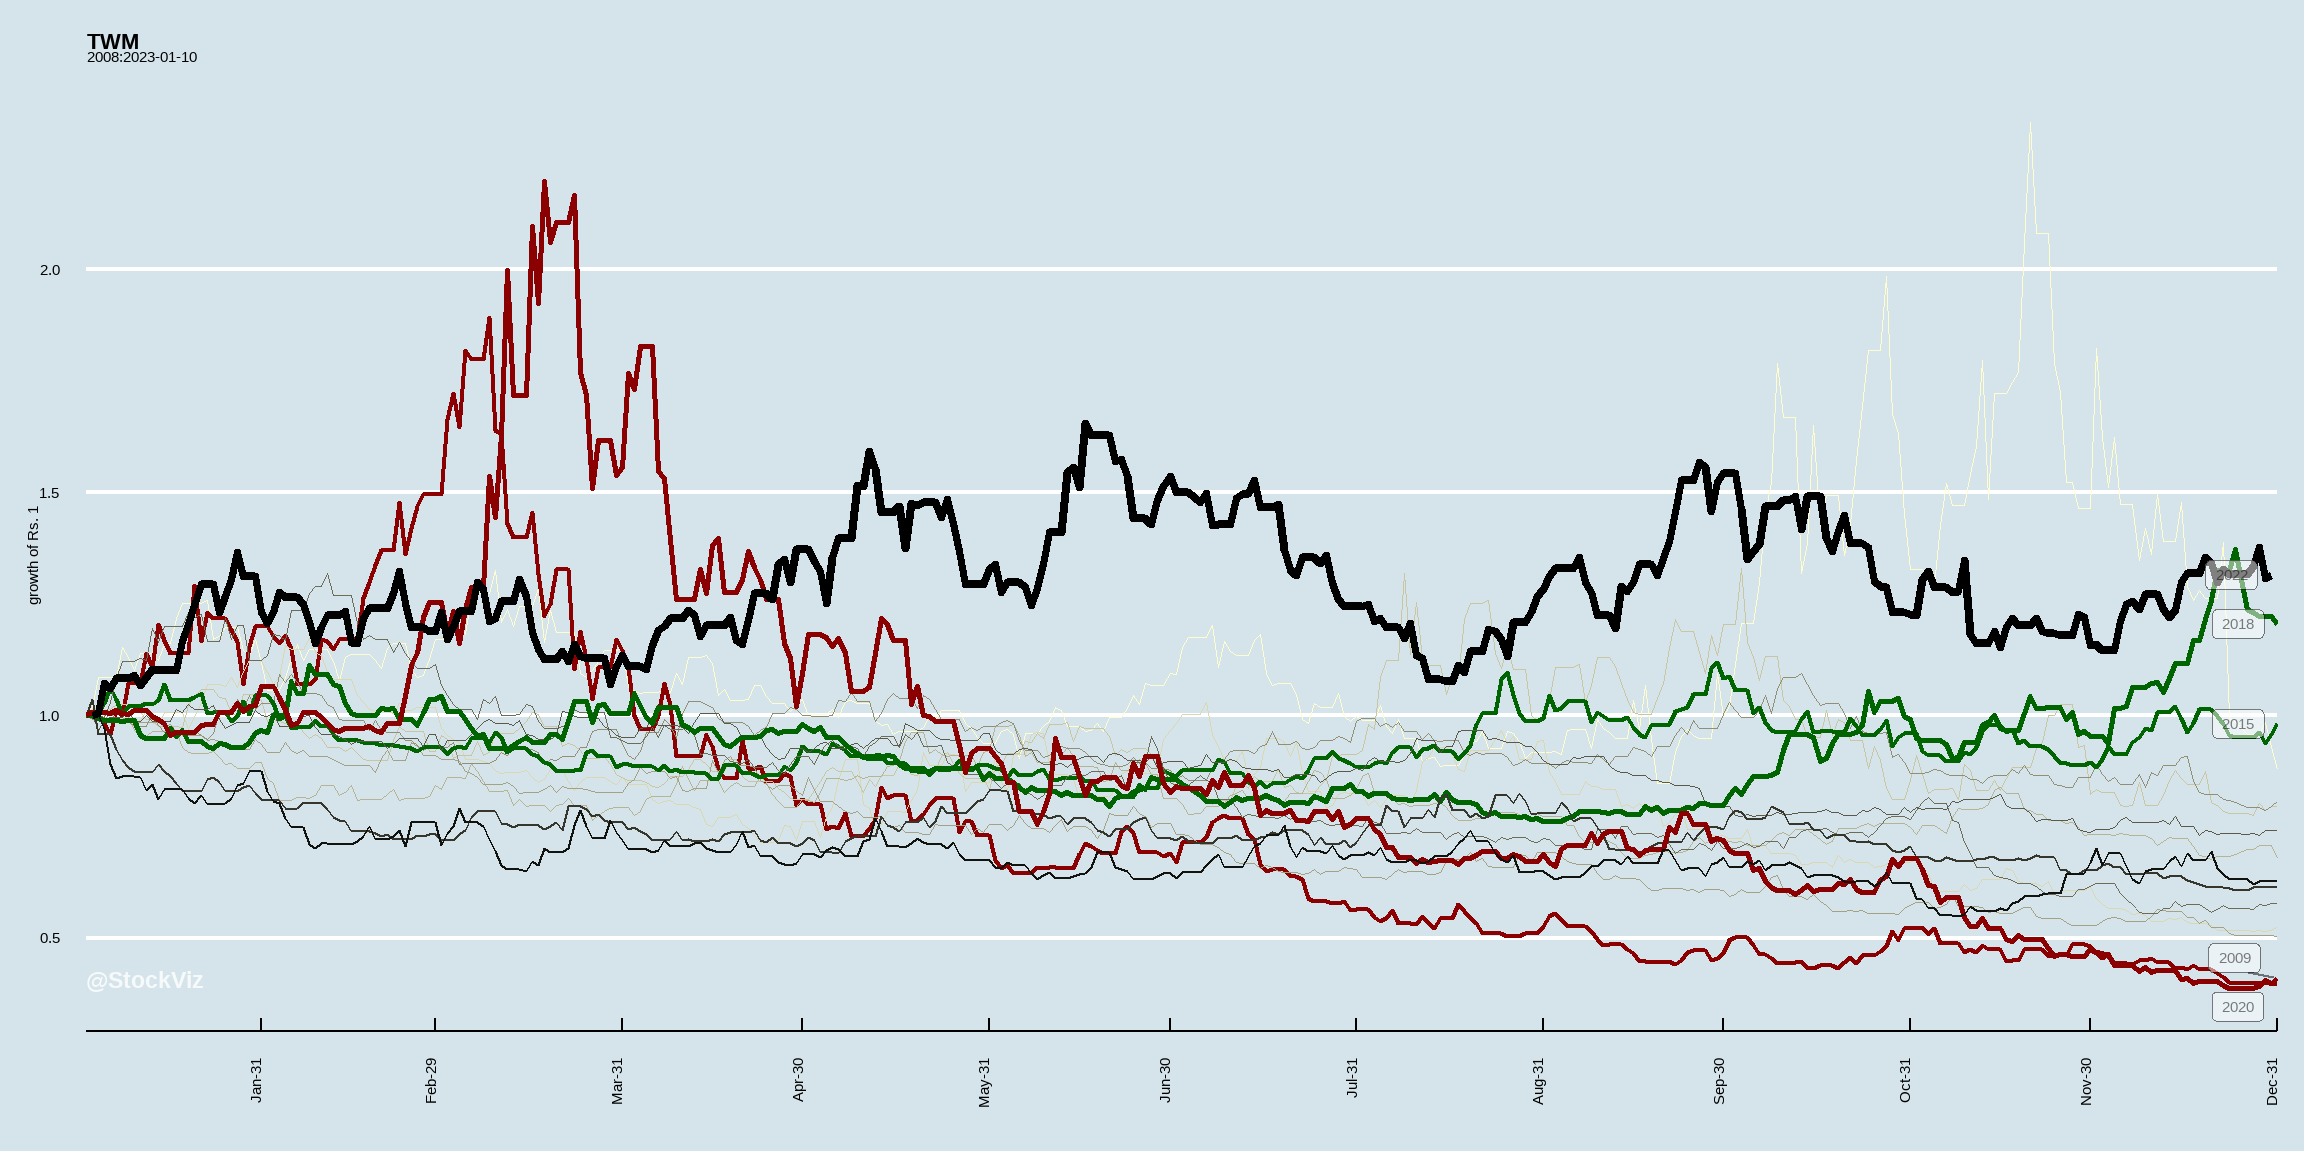 TWM
2008:2023-01-10
growth of Rs. 1
2.0
1.5
1.0
0.5
2022
2018
2015
2009
2020
@StockViz
Jan-31
Feb-29
Mar-31
Apr-30
May-31
Jun-30
Jul-31
Aug-31
Sep-30
Oct-31
Nov-30
Dec-31